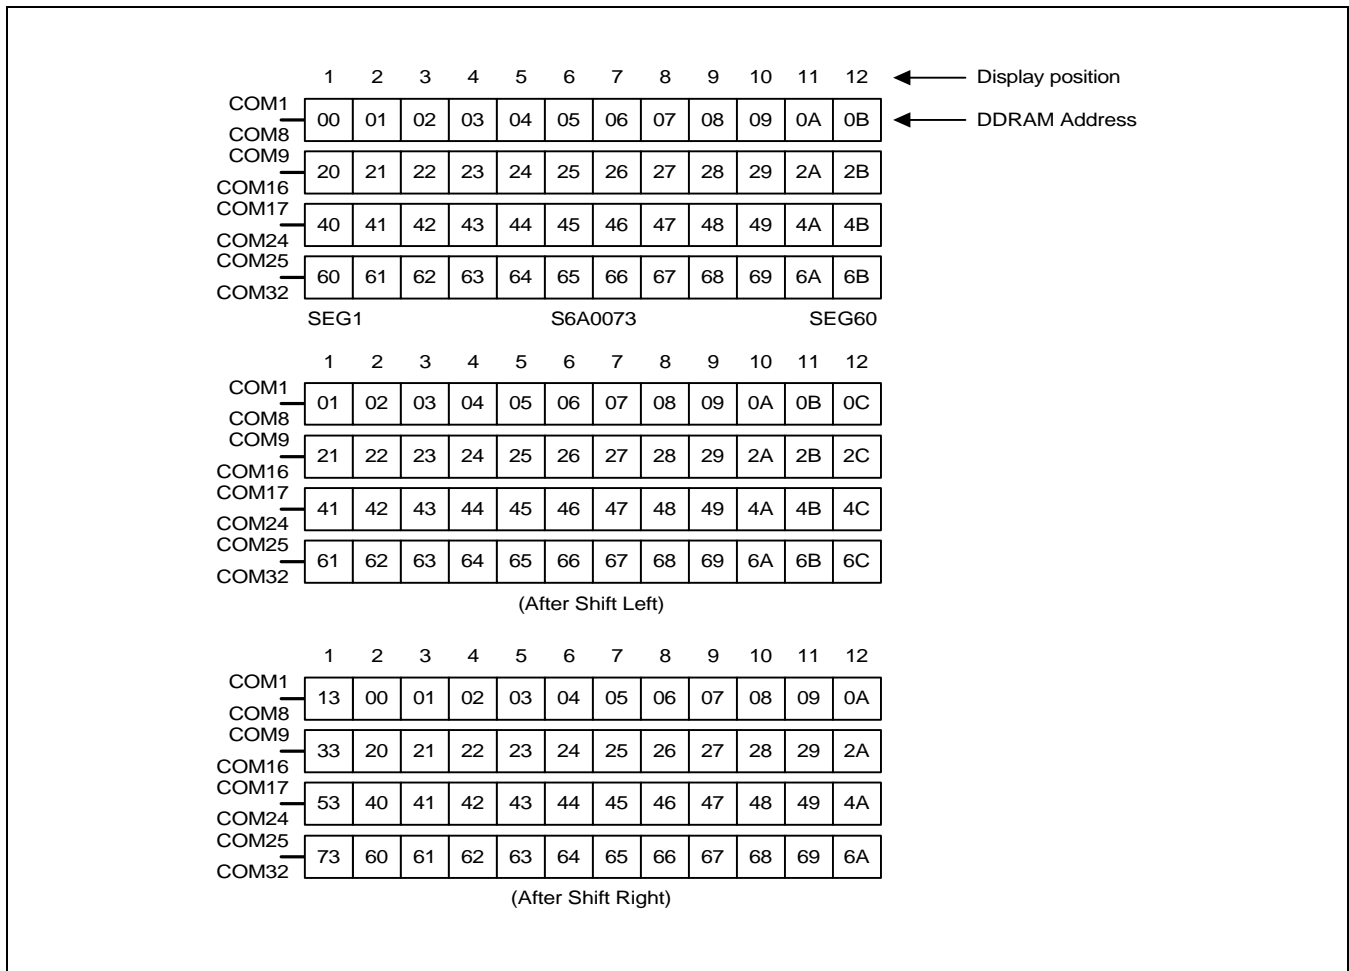 1 2 3 4 5 6 7 8 9 10 11 12 Display position
COM1
00 01 02 03 04 05 06 07 08 09 0A 0B DDRAM Address
COM8
COM9
20 21 22 23 24 25 26 27 28 29 2A 2B
COM16
COM17
40 41 42 43 44 45 46 47 48 49 4A 4B
COM24
COM25
60 61 62 63 64 65 66 67 68 69 6A 6B
COM32
SEG1 S6A0073 SEG60
1 2 3 4 5 6 7 8 9 10 11 12
COM1
01 02 03 04 05 06 07 08 09 0A 0B 0C
COM8
COM9
21 22 23 24 25 26 27 28 29 2A 2B 2C
COM16
COM17
41 42 43 44 45 46 47 48 49 4A 4B 4C
COM24
COM25
61 62 63 64 65 66 67 68 69 6A 6B 6C
COM32
(After Shift Left)
1 2 3 4 5 6 7 8 9 10 11 12
COM1
13 00 01 02 03 04 05 06 07 08 09 0A
COM8
COM9
33 20 21 22 23 24 25 26 27 28 29 2A
COM16
COM17
53 40 41 42 43 44 45 46 47 48 49 4A
COM24
COM25
73 60 61 62 63 64 65 66 67 68 69 6A
COM32
(After Shift Right)